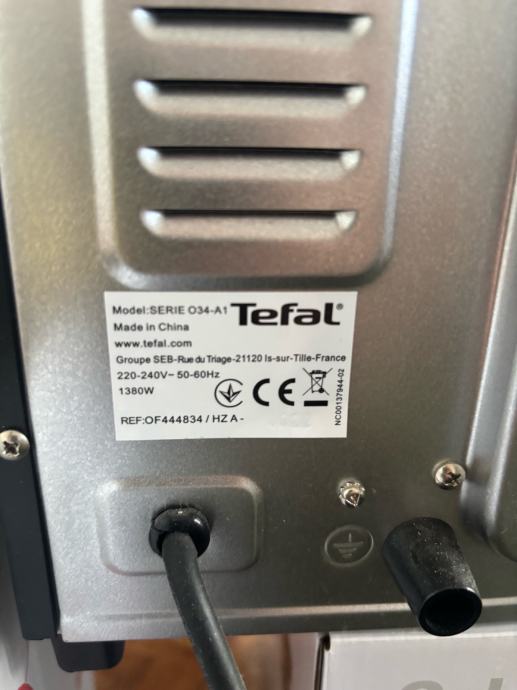 Model:SERIE O34-A1
Tefal®
Made in China
www.tefal.com
Groupe SEB-Rue du Triage-21120 Is-sur-Tille-France
220-240V~ 50-60Hz
1380W
CE
NC00137944-02
REF:OF444834 / HZ A -